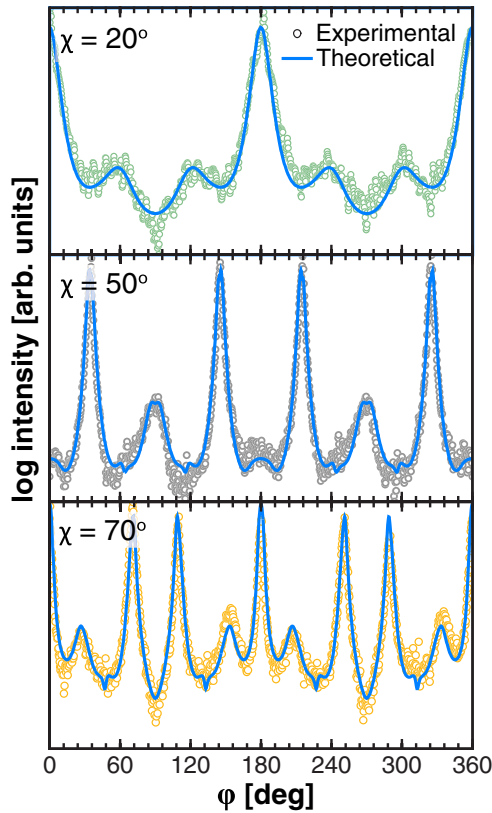 χ = 20°
Experimental
Theoretical
χ = 50°
χ = 70°
log intensity [arb. units]
0 60 120 180 240 300 360
φ [deg]